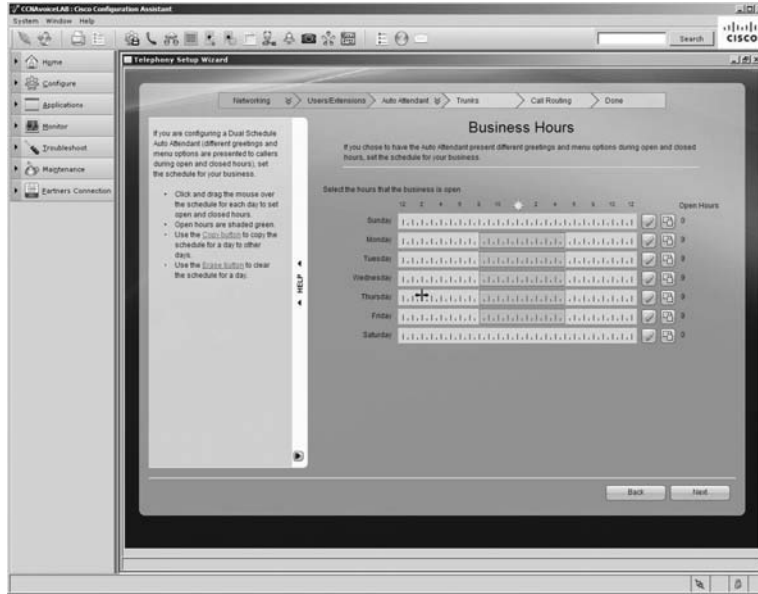 CCNAvoiceLAB : Cisco Configuration Assistant
System Window Help
Search
CISCO
Home
Configure
Applications
Monitor
Troubleshoot
Maintenance
Partners Connection
Telephony Setup Wizard
Networking Users/Extensions Auto Attendant Trunks Call Routing Done
If you are configuring a Dual Schedule
Auto Attendant (different greetings and
menu options are presented to callers
during open and closed hours), set
the schedule for your business.
• Click and drag the mouse over
the schedule for each day to set
open and closed hours.
• Open hours are shaded green.
• Use the Copy button to copy the
schedule for a day to other
days.
• Use the Erase button to clear
the schedule for a day.
HELP
Business Hours
If you chose to have the Auto Attendant present different greetings and menu options during open and closed
hours, set the schedule for your business.
Select the hours that the business is open
12 2 4 6 8 10 2 4 6 8 10 12 Open Hours
Sunday 0
Monday 9
Tuesday 9
Wednesday 9
Thursday 9
Friday 9
Saturday 0
Back Next